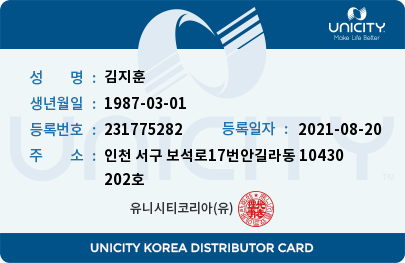 UNICITY
Make Life Better
성 명 : 김지훈
생년월일 : 1987-03-01
등록번호 : 231775282 등록일자 : 2021-08-20
주 소 : 인천 서구 보석로17번안길라동 10430
202호
UNICITY
TM
유니시티코리아(유)
UNICITY KOREA DISTRIBUTOR CARD